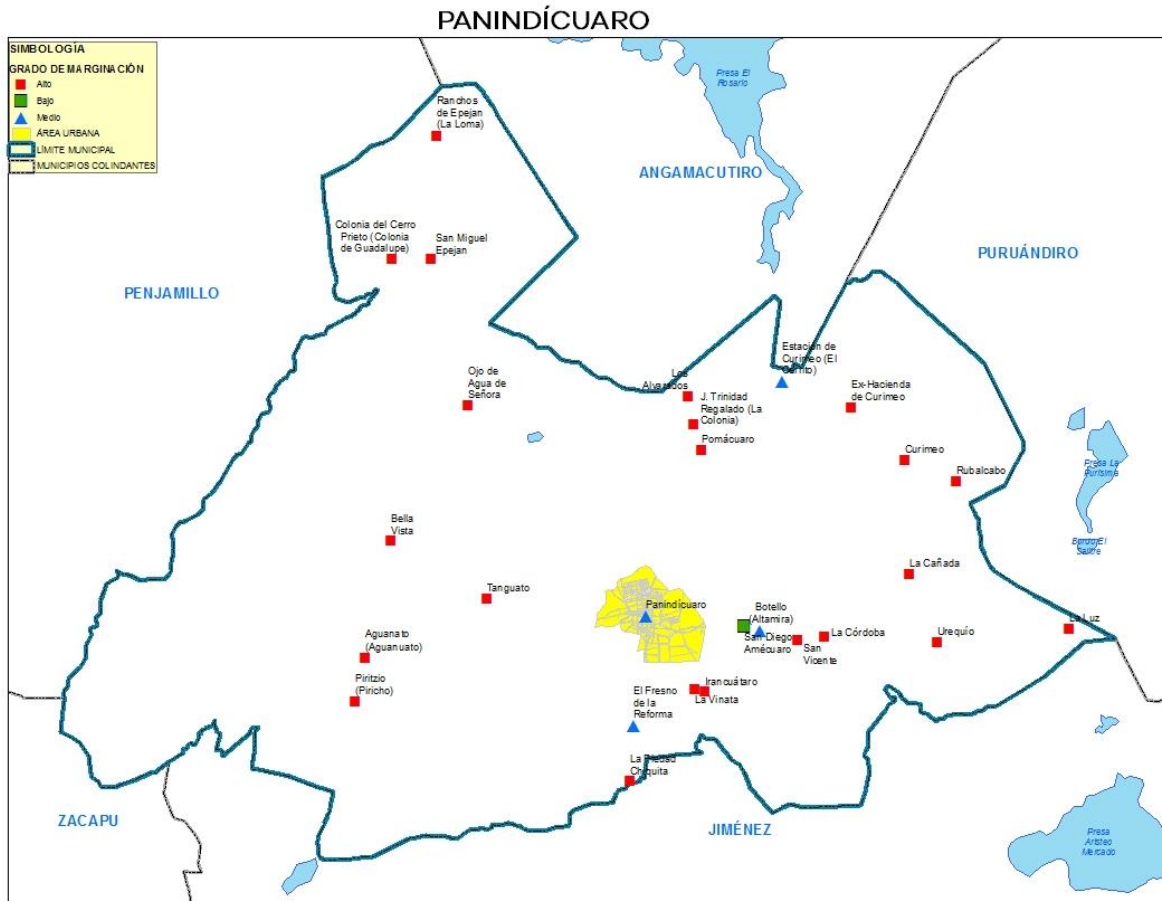 PANINDÍCUARO
SIMBOLOGÍA
GRADO DE MARGINACIÓN
Alto
Bajo
Medio
ÁREA URBANA
LÍMITE MUNICIPAL
MUNICIPIOS COLINDANTES
Presa El
Rosario
Ranchos
de Epejan
(La Loma)
ANGAMACUTIRO
Colonia del Cerro
Prieto (Colonia
de Guadalupe)
San Miguel
Epejan
PURUÁNDIRO
PENJAMILLO
Estación de
Curimeo (El
Cerrito)
Ojo de
Agua de
Señora
Los
Alvarados
J. Trinidad
Regalado (La
Colonia)
Ex-Hacienda
de Curimeo
Pomácuaro
Curimeo
Rubalcabo
Presa La
Purísima
Bella
Vista
Bordo El
Salitre
La Cañada
Tanguato
Panindícuaro
Botello
(Altamira)
San Diego
Amécuaro
San
Vicente
La Córdoba
Urequío
La Luz
Aguanato
(Aguanuato)
Piritzio
(Piricho)
Irancuátaro
La Vinata
El Fresno
de la
Reforma
La Piedad
Chiquita
ZACAPU
JIMÉNEZ
Presa
Aristeo
Mercado